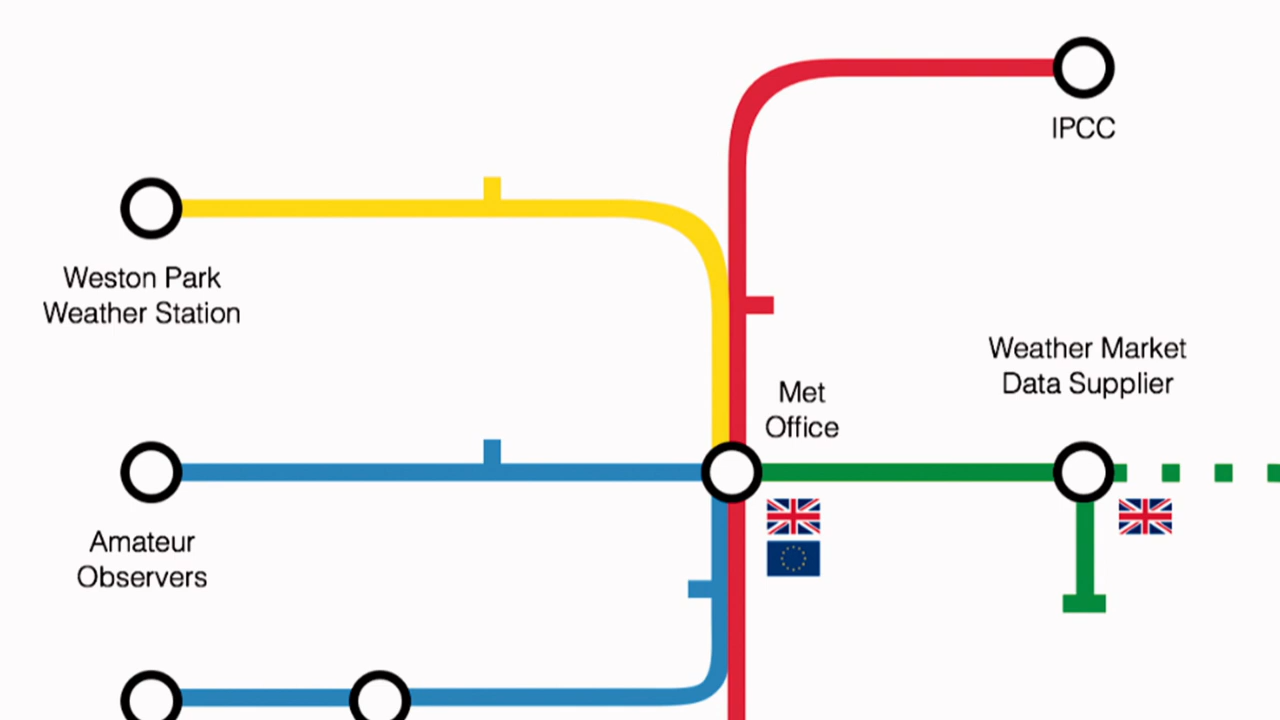 IPCC
Weston Park
Weather Station
Weather Market
Data Supplier
Met
Office
Amateur
Observers